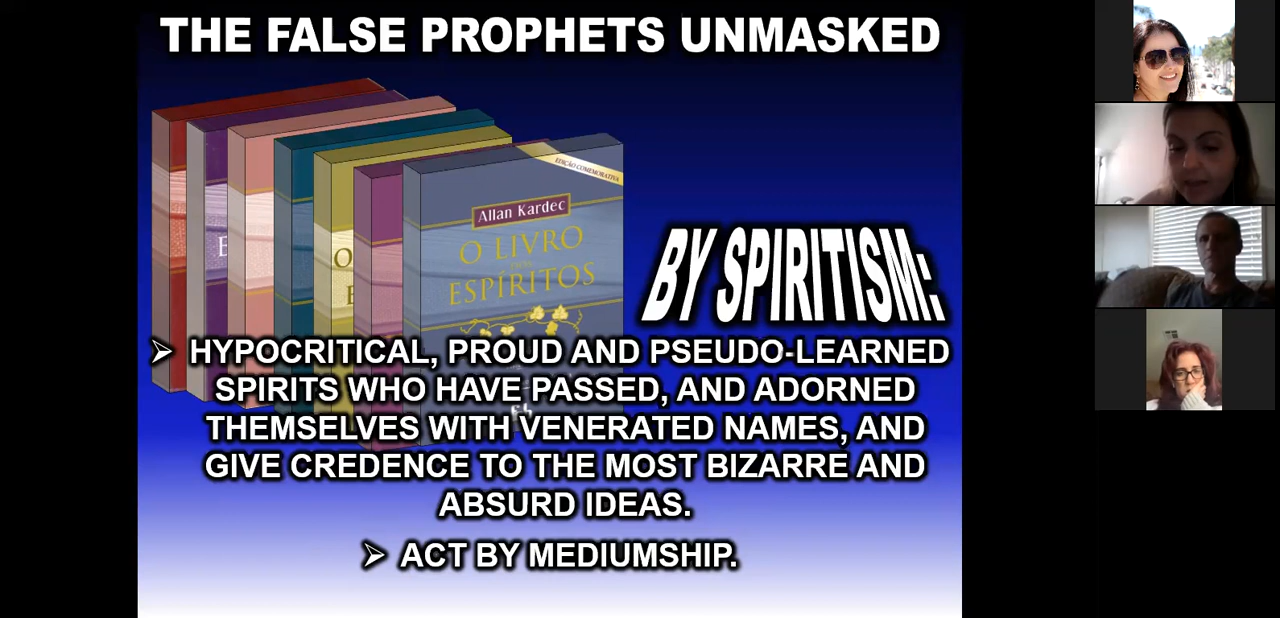 THE FALSE PROPHETS UNMASKED
EDIÇÃO COMEMORATIVA
Allan Kardec
O LIVRO
ESPÍRITOS
BY SPIRITISM:
➢ HYPOCRITICAL, PROUD AND PSEUDO-LEARNED
SPIRITS WHO HAVE PASSED, AND ADORNED
THEMSELVES WITH VENERATED NAMES, AND
GIVE CREDENCE TO THE MOST BIZARRE AND
ABSURD IDEAS.
➢ ACT BY MEDIUMSHIP.